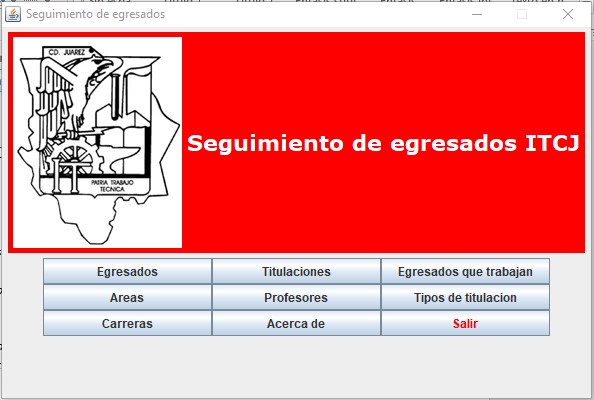 Seguimiento de egresados
CD. JUAREZ
PATRIA TRABAJO
TECNICA
Seguimiento de egresados ITCJ
Egresados
Titulaciones
Egresados que trabajan
Areas
Profesores
Tipos de titulacion
Carreras
Acerca de
Salir